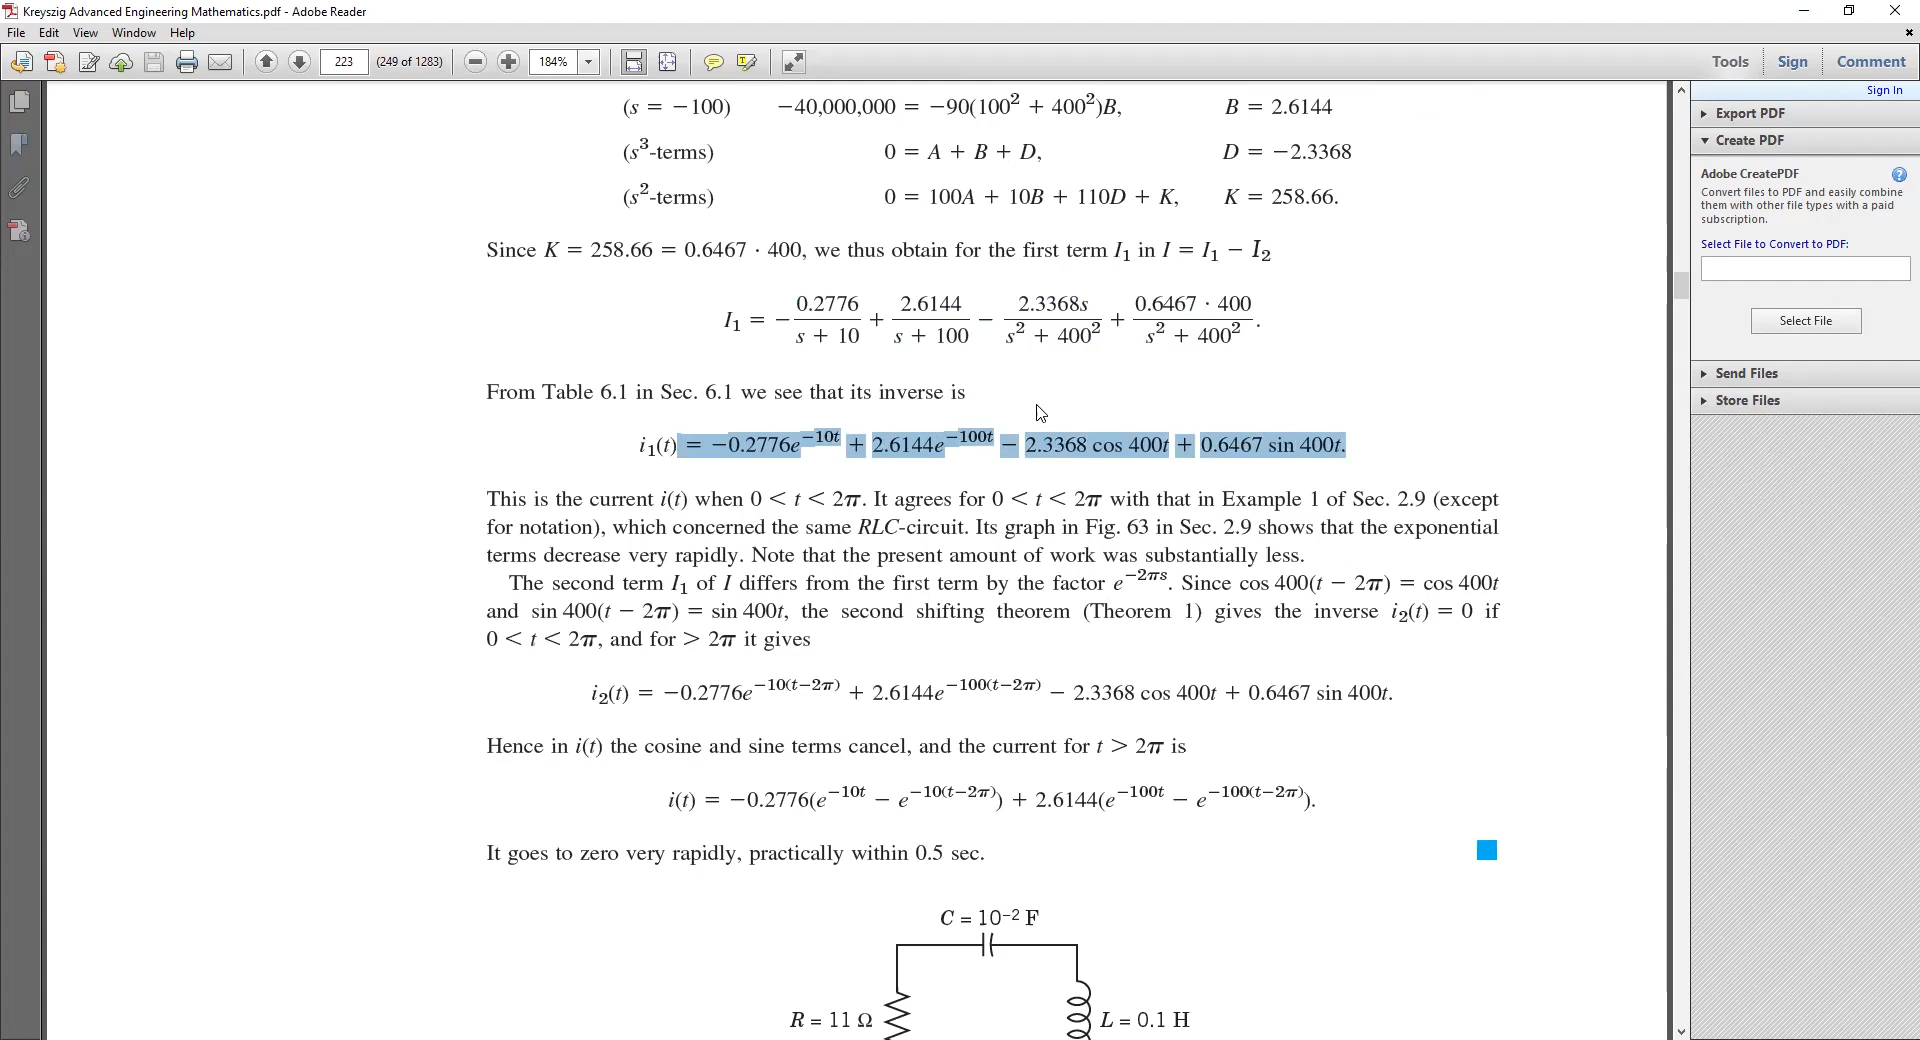 Kreyszig Advanced Engineering Mathematics.pdf - Adobe Reader
File Edit View Window Help
223 (249 of 1283) 184% Tools Sign Comment
Sign In
Export PDF
Create PDF
Adobe CreatePDF
Convert files to PDF and easily combine
them with other file types with a paid
subscription.
Select File to Convert to PDF:
Select File
Send Files
Store Files
(s = −100) −40,000,000 = −90(100² + 400²)B, B = 2.6144
(s³-terms) 0 = A + B + D, D = −2.3368
(s²-terms) 0 = 100A + 10B + 110D + K, K = 258.66.
Since K = 258.66 = 0.6467 · 400, we thus obtain for the first term I₁ in I = I₁ − I₂
I₁ = − 0.2776/(s + 10) + 2.6144/(s + 100) − 2.3368s/(s² + 400²) + 0.6467 · 400/(s² + 400²).
From Table 6.1 in Sec. 6.1 we see that its inverse is
i₁(t) = −0.2776e^(−10t) + 2.6144e^(−100t) − 2.3368 cos 400t + 0.6467 sin 400t.
This is the current i(t) when 0 < t < 2π. It agrees for 0 < t < 2π with that in Example 1 of Sec. 2.9 (except
for notation), which concerned the same RLC-circuit. Its graph in Fig. 63 in Sec. 2.9 shows that the exponential
terms decrease very rapidly. Note that the present amount of work was substantially less.
The second term I₁ of I differs from the first term by the factor e^(−2πs). Since cos 400(t − 2π) = cos 400t
and sin 400(t − 2π) = sin 400t, the second shifting theorem (Theorem 1) gives the inverse i₂(t) = 0 if
0 < t < 2π, and for > 2π it gives
i₂(t) = −0.2776e^(−10(t−2π)) + 2.6144e^(−100(t−2π)) − 2.3368 cos 400t + 0.6467 sin 400t.
Hence in i(t) the cosine and sine terms cancel, and the current for t > 2π is
i(t) = −0.2776(e^(−10t) − e^(−10(t−2π))) + 2.6144(e^(−100t) − e^(−100(t−2π))).
It goes to zero very rapidly, practically within 0.5 sec.
C = 10⁻² F
R = 11 Ω L = 0.1 H